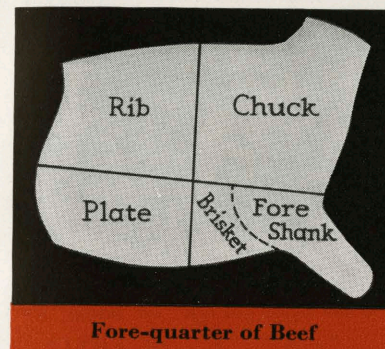 Rib
Chuck
Plate
Brisket
Fore
Shank
Fore-quarter of Beef